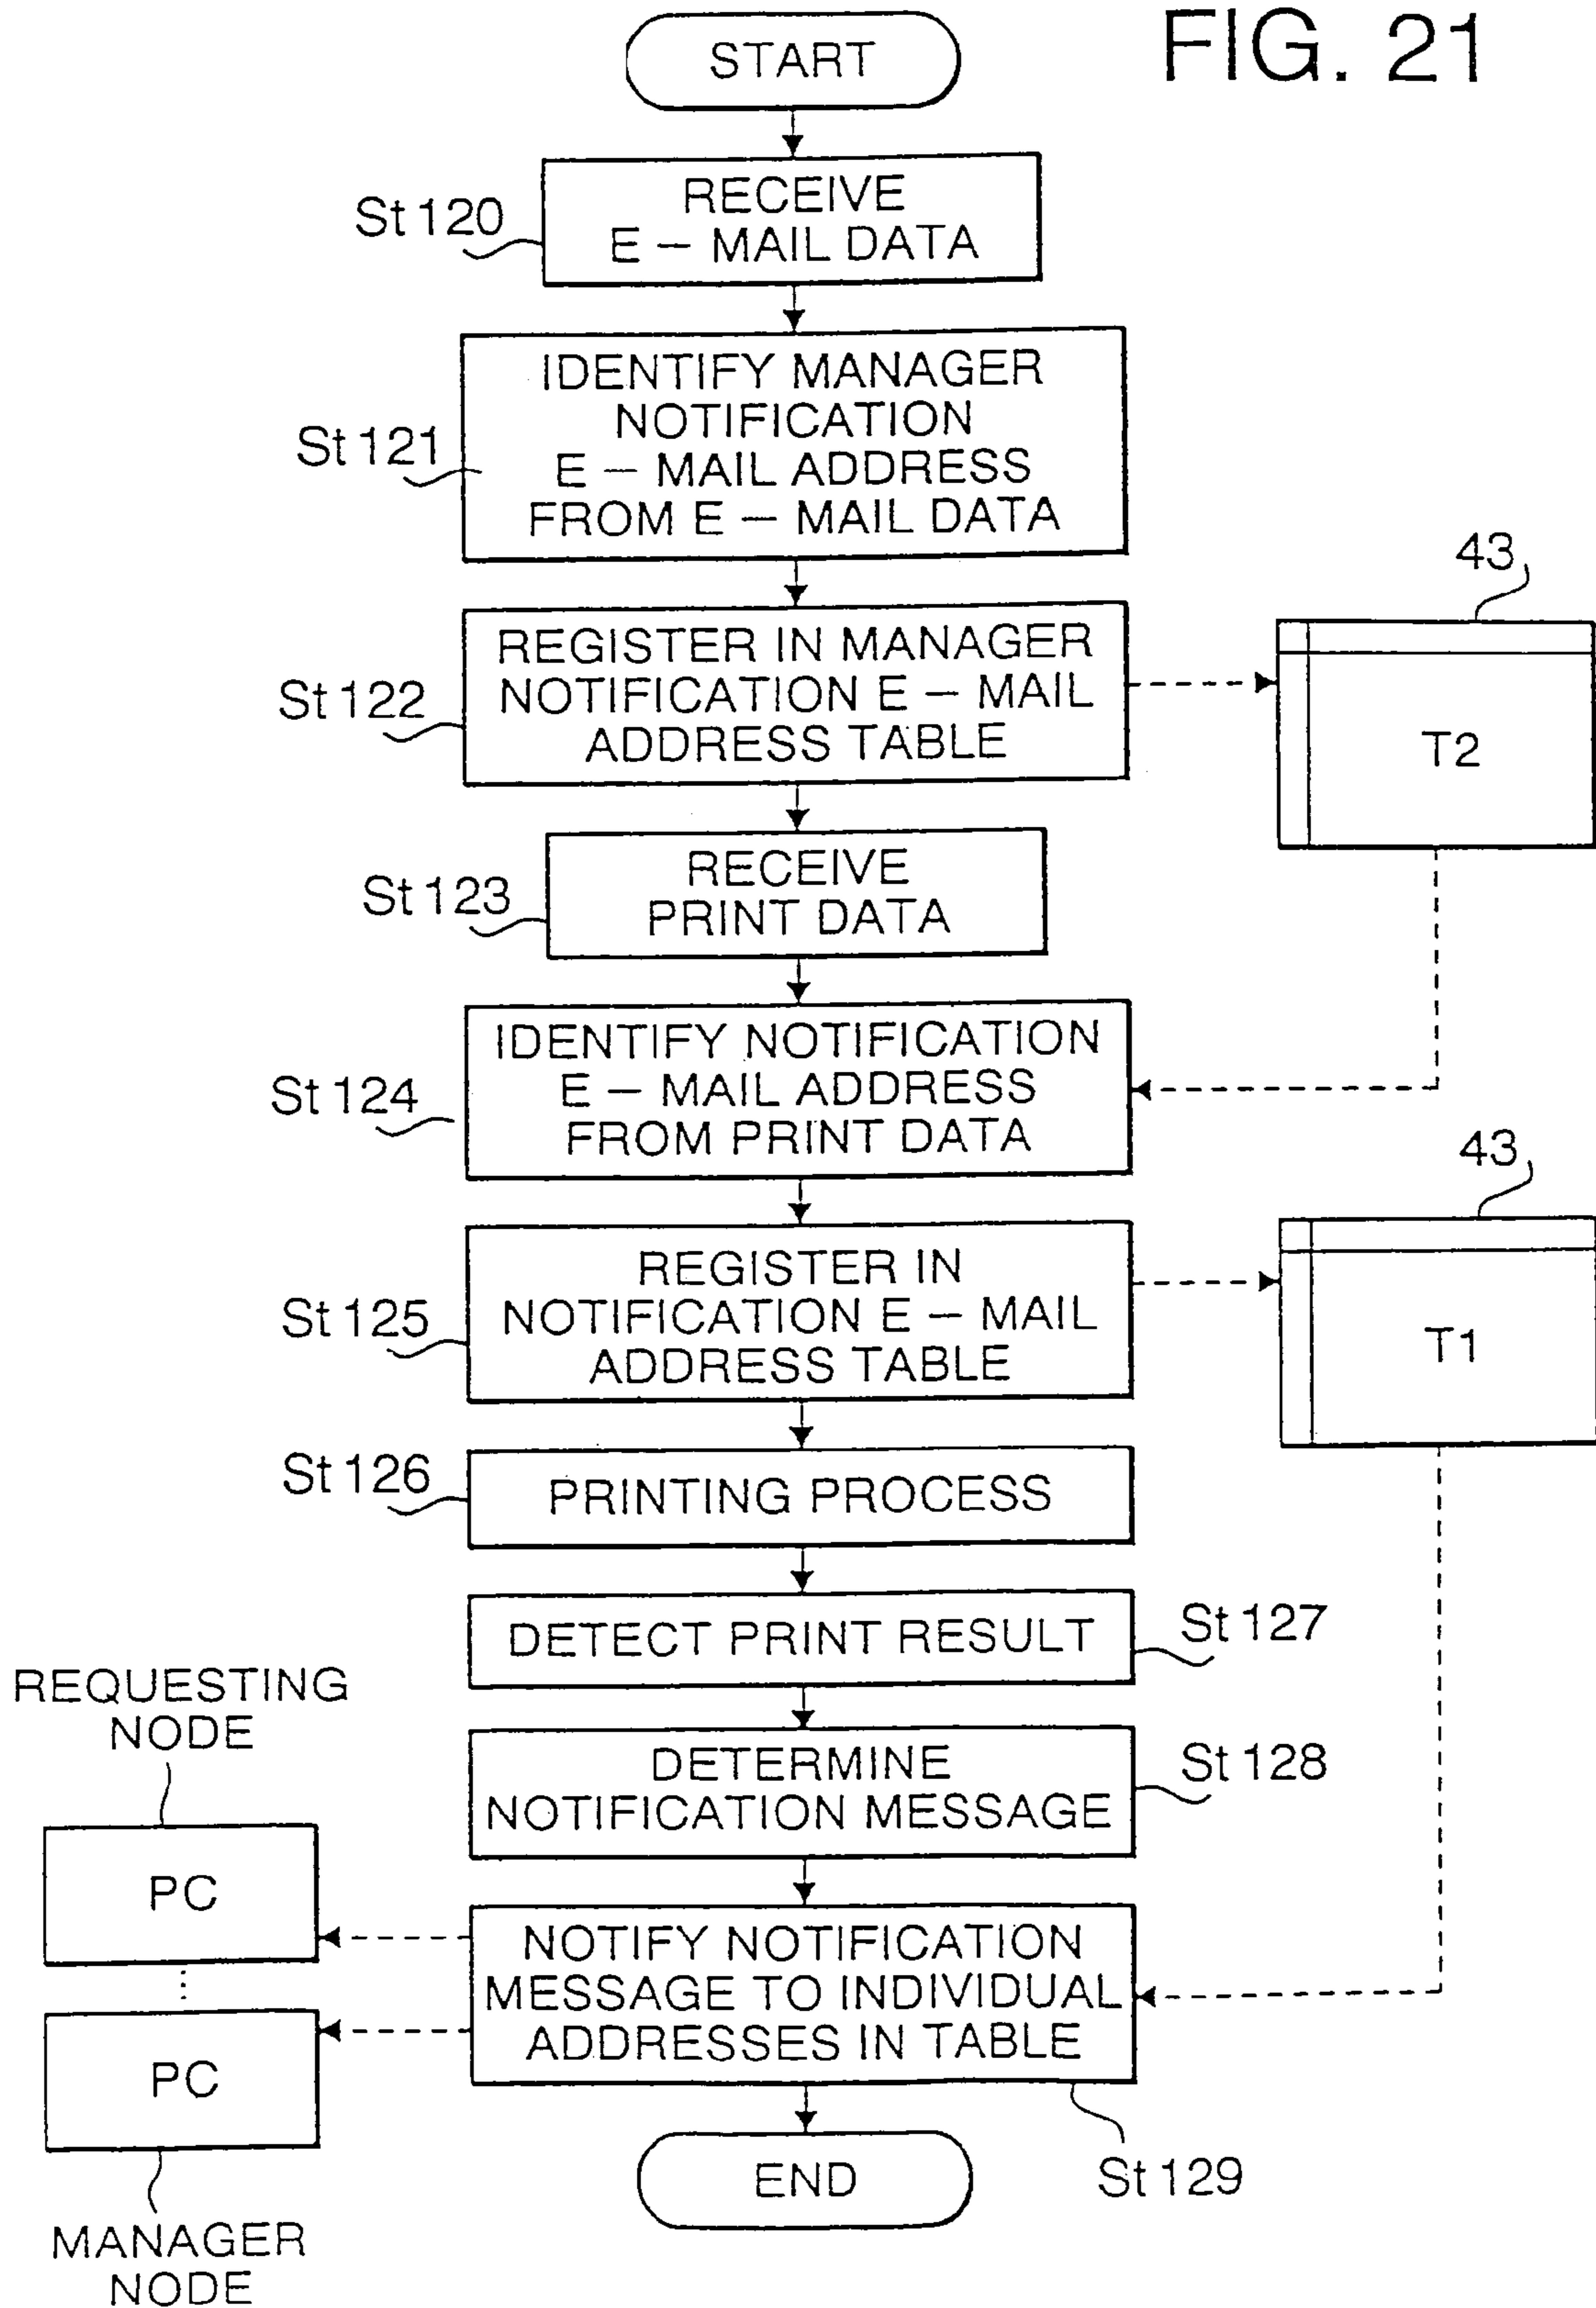 FIG. 21
START
St 120
RECEIVE
E – MAIL DATA
St 121
IDENTIFY MANAGER
NOTIFICATION
E – MAIL ADDRESS
FROM E – MAIL DATA
St 122
REGISTER IN MANAGER
NOTIFICATION E – MAIL
ADDRESS TABLE
43
T2
St 123
RECEIVE
PRINT DATA
St 124
IDENTIFY NOTIFICATION
E – MAIL ADDRESS
FROM PRINT DATA
St 125
REGISTER IN
NOTIFICATION E – MAIL
ADDRESS TABLE
43
T1
St 126
PRINTING PROCESS
DETECT PRINT RESULT
St 127
DETERMINE
NOTIFICATION MESSAGE
St 128
REQUESTING
NODE
PC
PC
MANAGER
NODE
NOTIFY NOTIFICATION
MESSAGE TO INDIVIDUAL
ADDRESSES IN TABLE
St 129
END